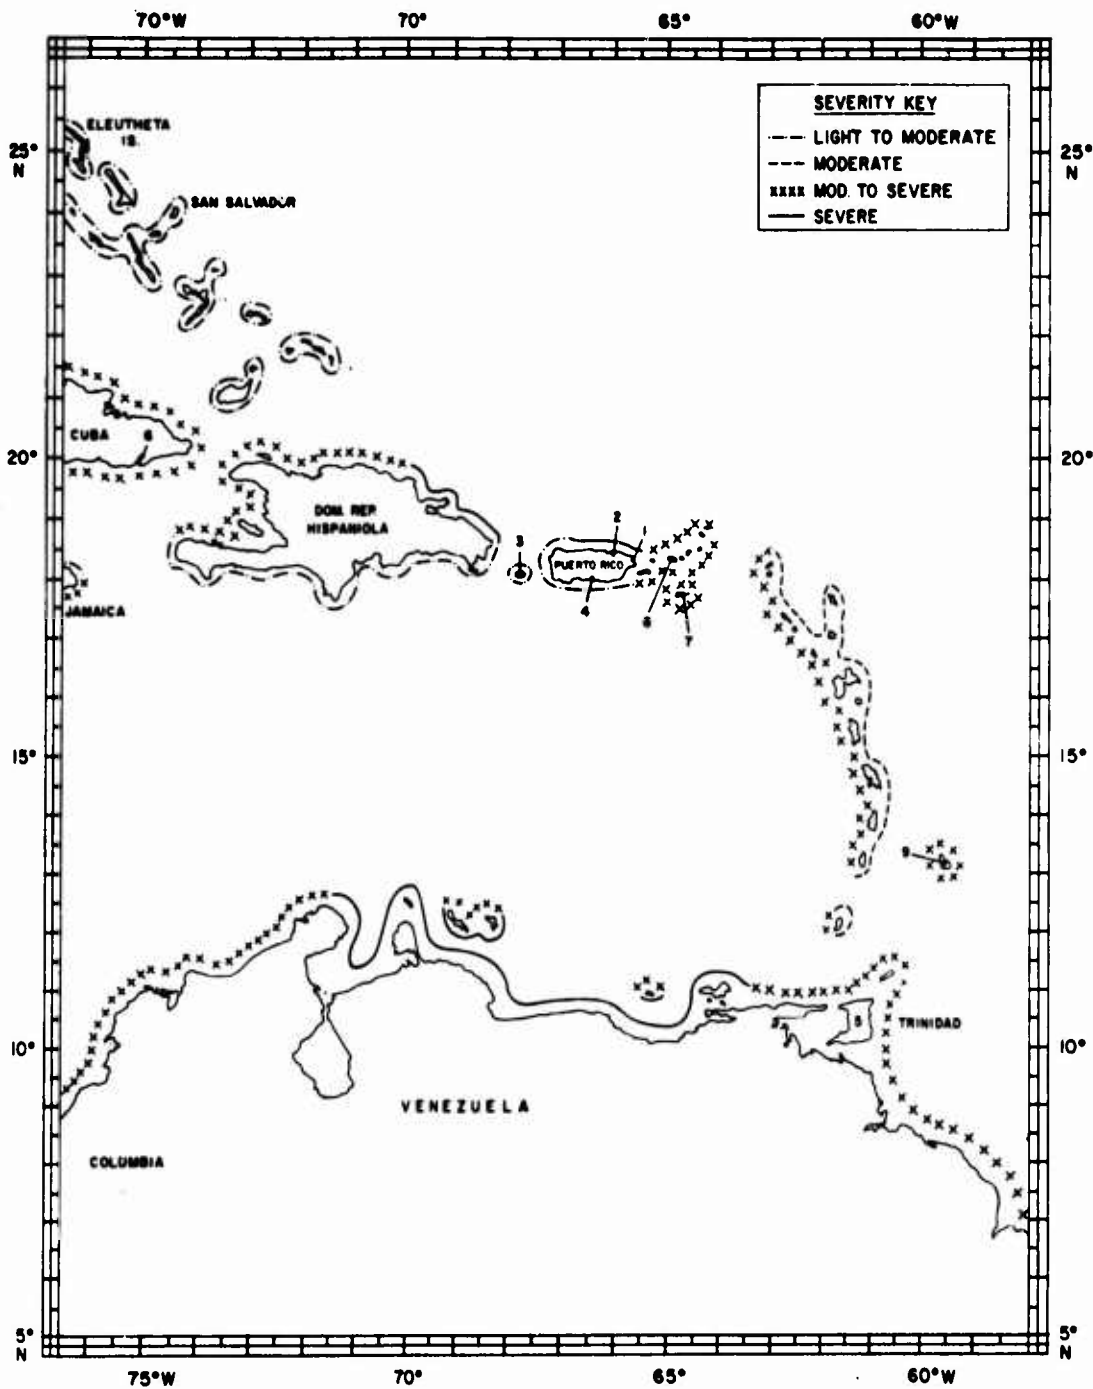 70°W 70° 65° 60°W
SEVERITY KEY
LIGHT TO MODERATE
MODERATE
xxxx MOD. TO SEVERE
SEVERE
ELEUTHETA
IS.
25°
N
25°
N
SAN SALVADOR
CUBA 6
20°
20°
DOM. REP.
HISPANIOLA
2
1
3
PUERTO RICO
4
8
7
JAMAICA
15°
15°
9
5
TRINIDAD
10°
10°
VENEZUELA
COLUMBIA
5°
N
5°
N
75°W 70° 65° 60°W